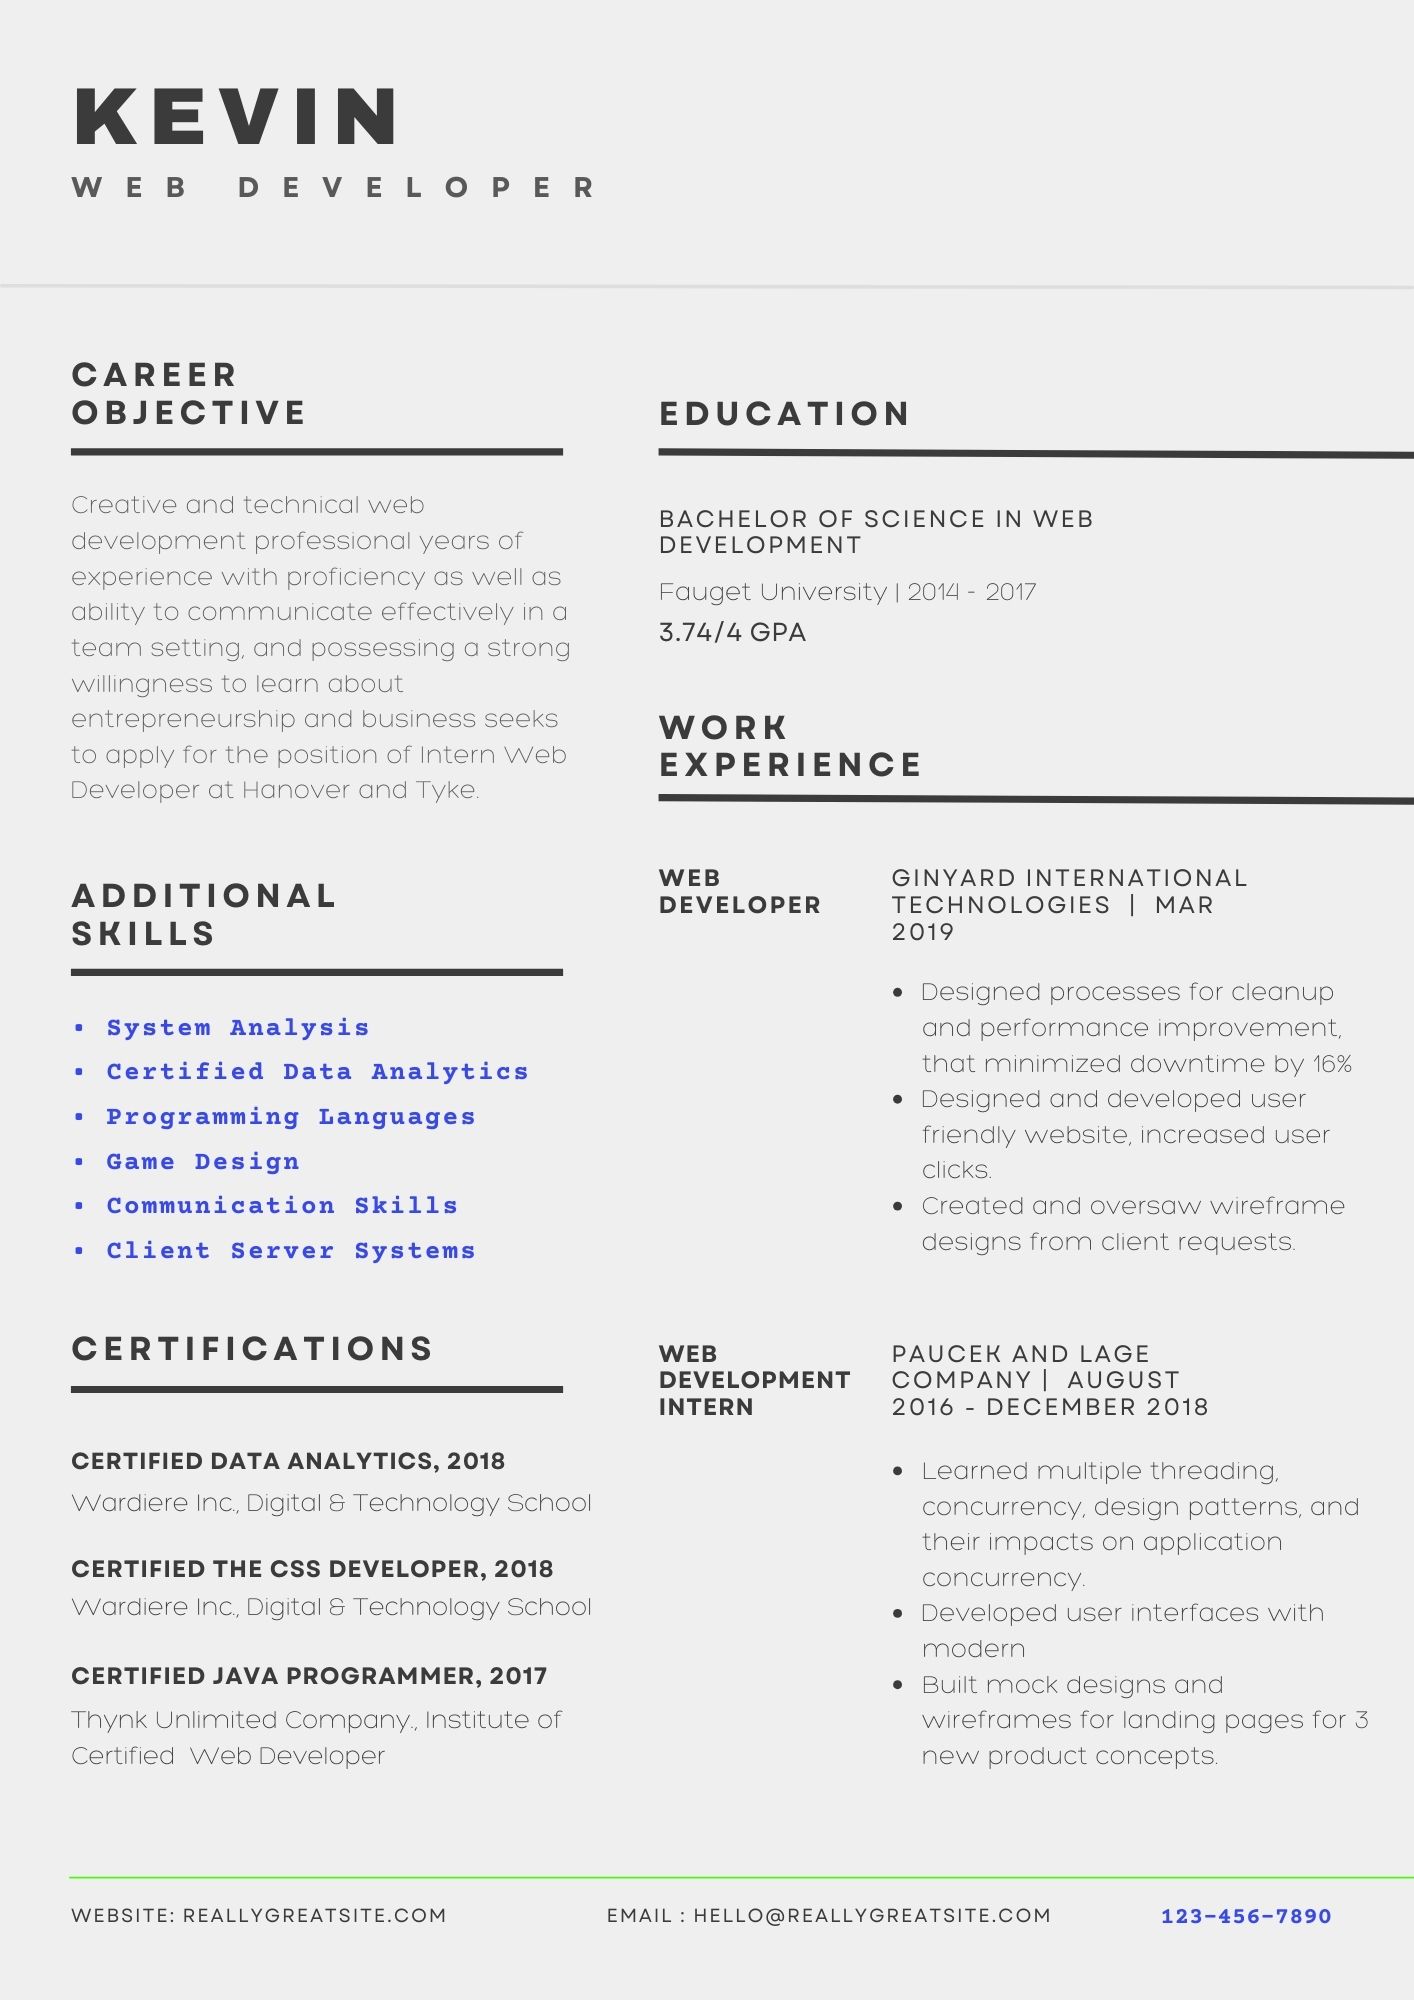 KEVIN
WEB DEVELOPER
CAREER
OBJECTIVE
Creative and technical web
development professional years of
experience with proficiency as well as
ability to communicate effectively in a
team setting, and possessing a strong
willingness to learn about
entrepreneurship and business seeks
to apply for the position of Intern Web
Developer at Hanover and Tyke.
ADDITIONAL
SKILLS
• System Analysis
• Certified Data Analytics
• Programming Languages
• Game Design
• Communication Skills
• Client Server Systems
CERTIFICATIONS
CERTIFIED DATA ANALYTICS, 2018
Wardiere Inc., Digital & Technology School
CERTIFIED THE CSS DEVELOPER, 2018
Wardiere Inc., Digital & Technology School
CERTIFIED JAVA PROGRAMMER, 2017
Thynk Unlimited Company., Institute of
Certified Web Developer
EDUCATION
BACHELOR OF SCIENCE IN WEB
DEVELOPMENT
Fauget University | 2014 - 2017
3.74/4 GPA
WORK
EXPERIENCE
WEB
DEVELOPER
GINYARD INTERNATIONAL
TECHNOLOGIES | MAR
2019
• Designed processes for cleanup
and performance improvement,
that minimized downtime by 16%
• Designed and developed user
friendly website, increased user
clicks.
• Created and oversaw wireframe
designs from client requests.
WEB
DEVELOPMENT
INTERN
PAUCEK AND LAGE
COMPANY | AUGUST
2016 - DECEMBER 2018
• Learned multiple threading,
concurrency, design patterns, and
their impacts on application
concurrency.
• Developed user interfaces with
modern
• Built mock designs and
wireframes for landing pages for 3
new product concepts.
WEBSITE: REALLYGREATSITE.COM
EMAIL : HELLO@REALLYGREATSITE.COM
123-456-7890